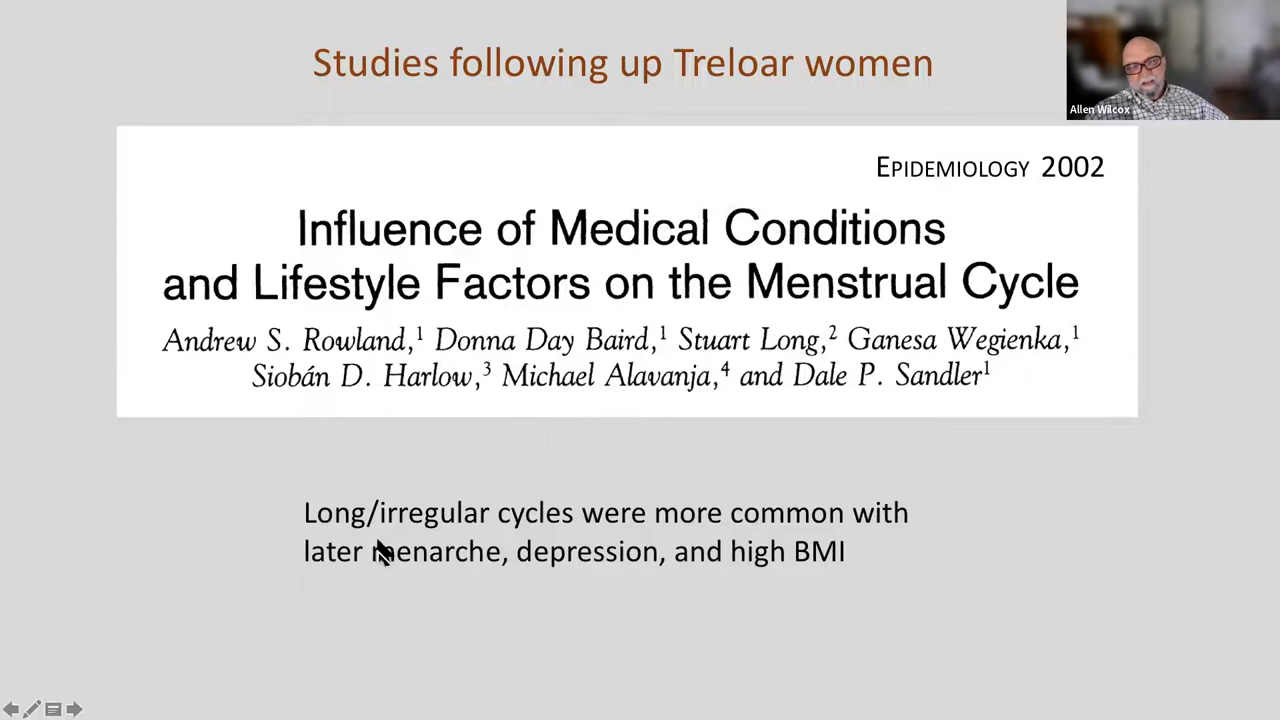 Studies following up Treloar women
Allen Wilcox
EPIDEMIOLOGY 2002
Influence of Medical Conditions
and Lifestyle Factors on the Menstrual Cycle
Andrew S. Rowland,¹ Donna Day Baird,¹ Stuart Long,² Ganesa Wegienka,¹
Siobán D. Harlow,³ Michael Alavanja,⁴ and Dale P. Sandler¹
Long/irregular cycles were more common with
later menarche, depression, and high BMI